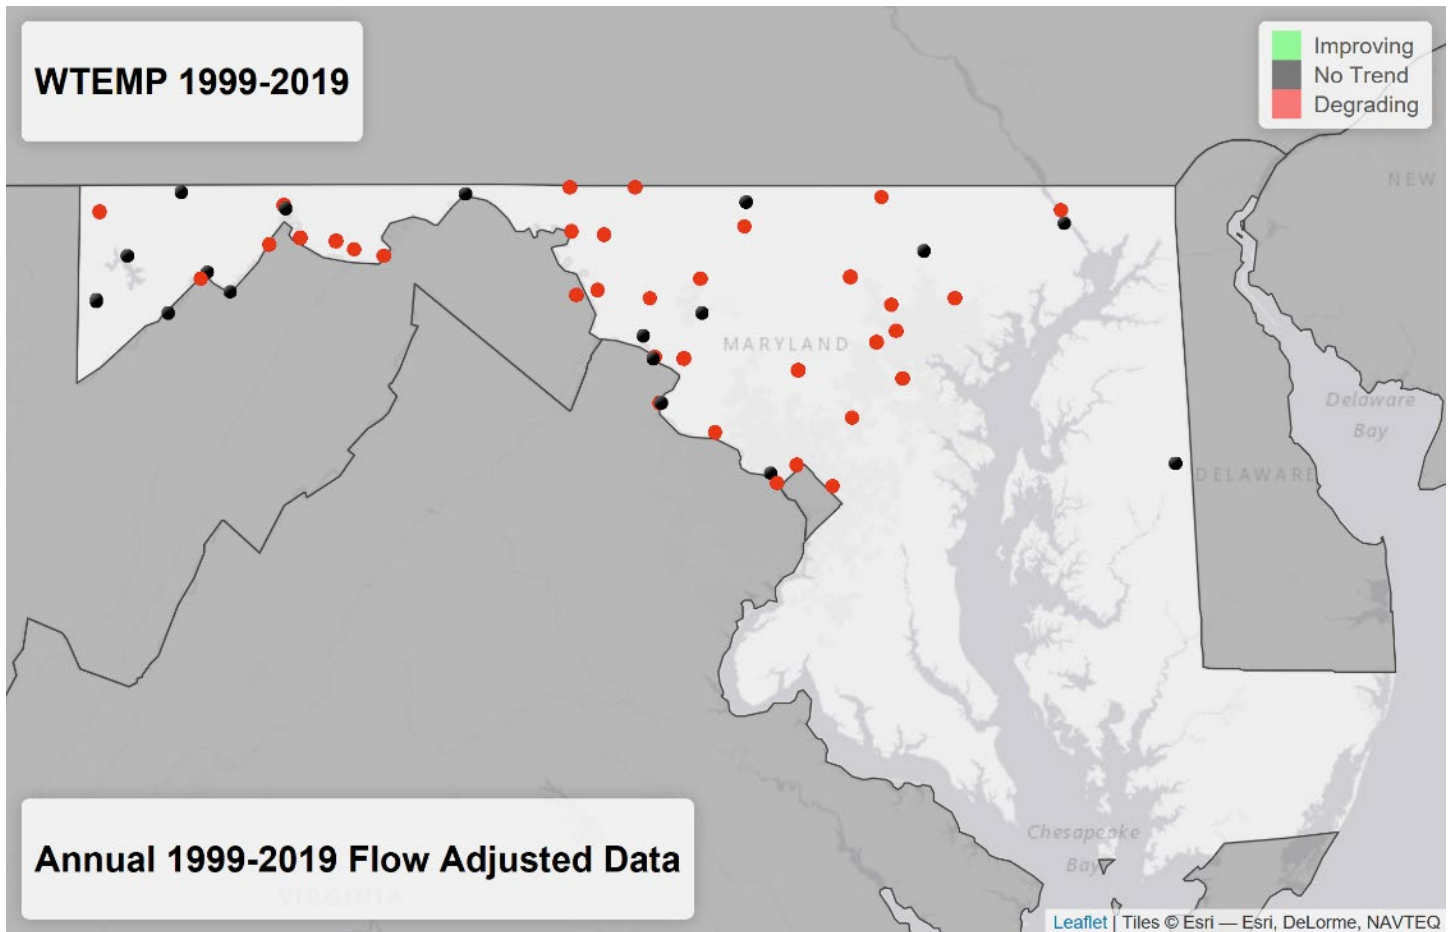 WTEMP 1999-2019
Improving
No Trend
Degrading
NEW
MARYLAND
Delaware
Bay
DELAWARE
Chesapeake
Bay
Annual 1999-2019 Flow Adjusted Data
VIRGINIA
Leaflet | Tiles © Esri — Esri, DeLorme, NAVTEQ